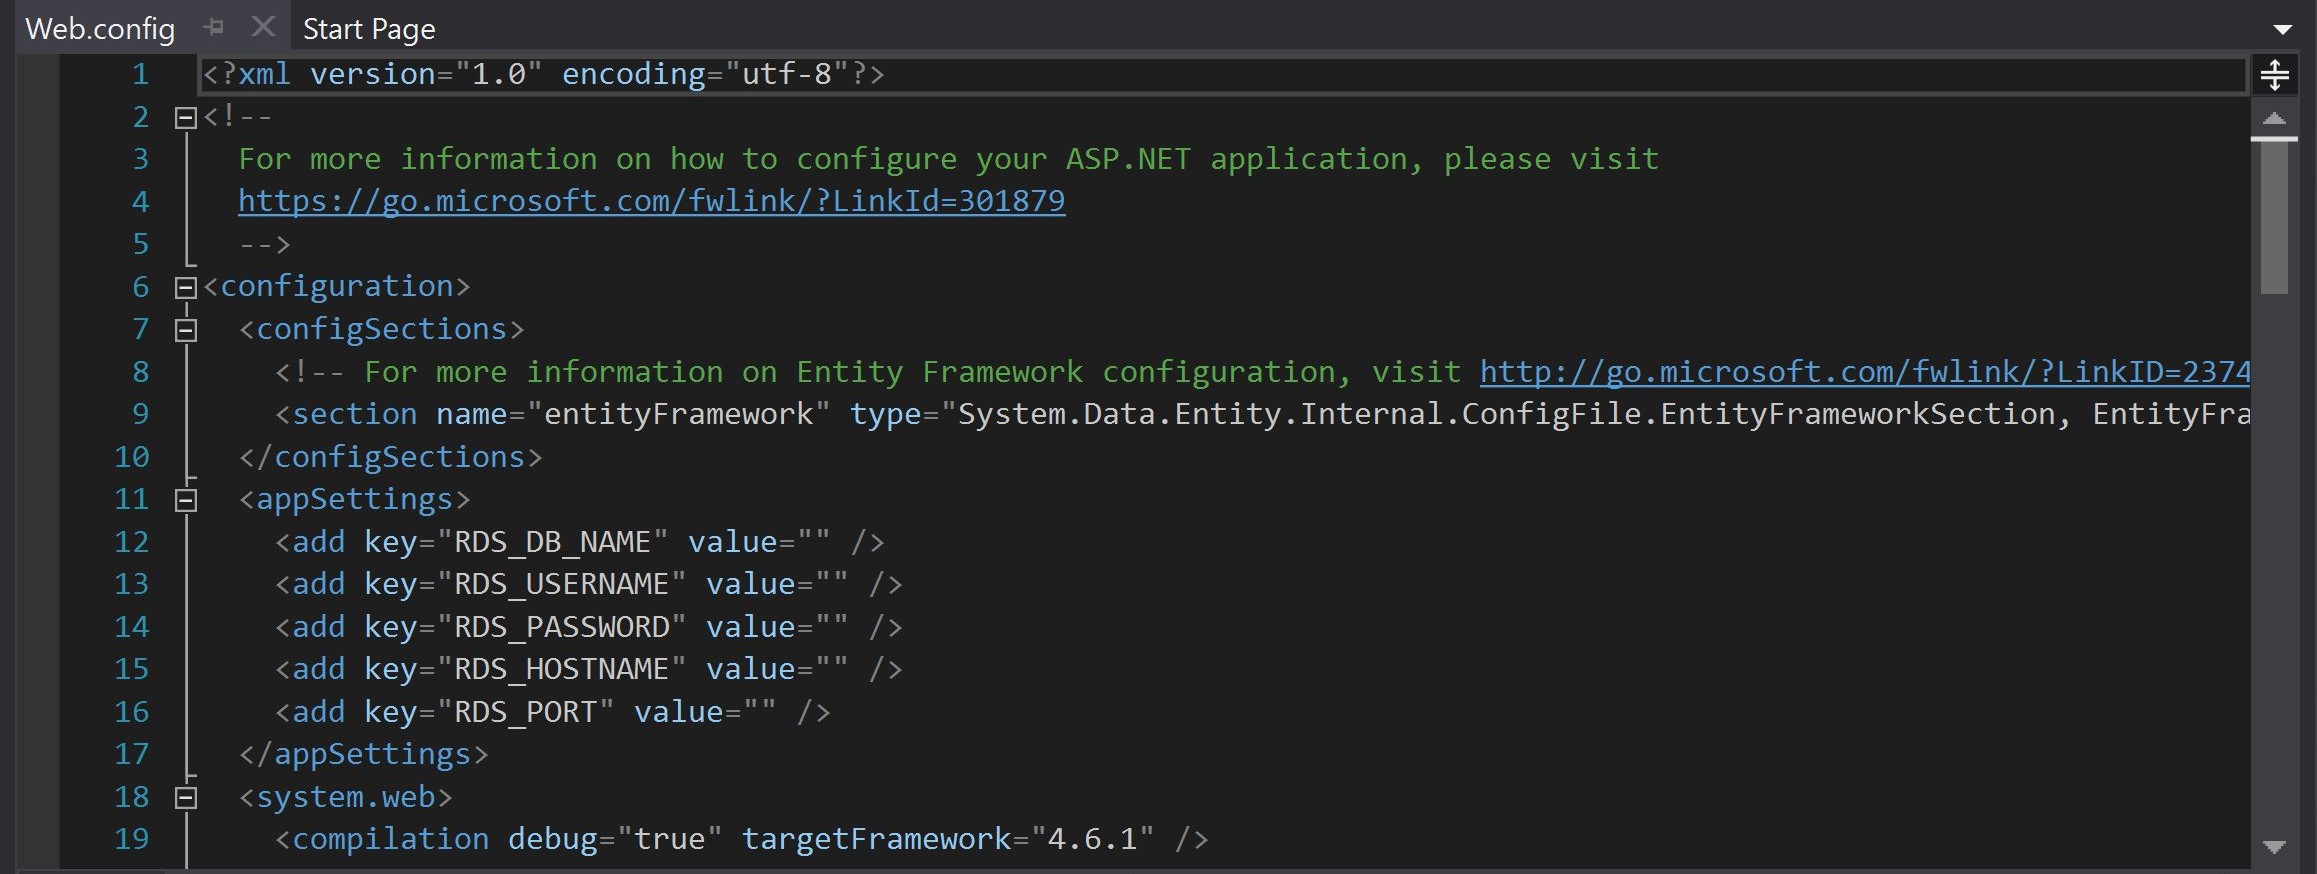 Web.config Start Page
1 <?xml version="1.0" encoding="utf-8"?>
2 <!--
3 For more information on how to configure your ASP.NET application, please visit
4 https://go.microsoft.com/fwlink/?LinkId=301879
5 -->
6 <configuration>
7 <configSections>
8 <!-- For more information on Entity Framework configuration, visit http://go.microsoft.com/fwlink/?LinkID=2374
9 <section name="entityFramework" type="System.Data.Entity.Internal.ConfigFile.EntityFrameworkSection, EntityFra
10 </configSections>
11 <appSettings>
12 <add key="RDS_DB_NAME" value="" />
13 <add key="RDS_USERNAME" value="" />
14 <add key="RDS_PASSWORD" value="" />
15 <add key="RDS_HOSTNAME" value="" />
16 <add key="RDS_PORT" value="" />
17 </appSettings>
18 <system.web>
19 <compilation debug="true" targetFramework="4.6.1" />